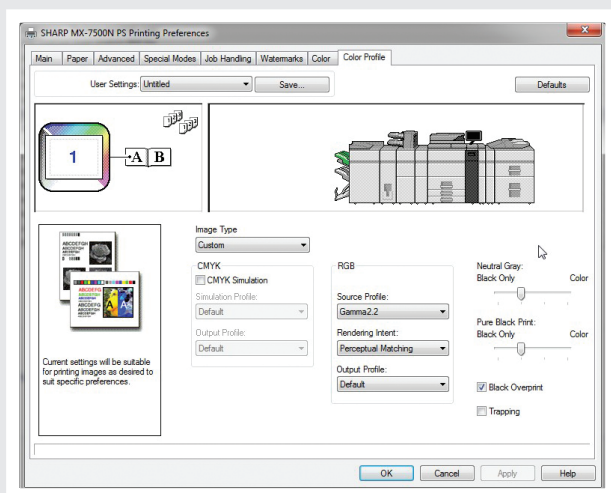 SHARP MX-7500N PS Printing Preferences
Main Paper Advanced Special Modes Job Handling Watermarks Color Color Profile
User Settings: Untitled Save... Defaults
1 A B
Image Type
Custom
CMYK
CMYK Simulation
Simulation Profile:
Default
Output Profile:
Default
RGB
Source Profile:
Gamma2.2
Rendering Intent:
Perceptual Matching
Output Profile:
Default
Neutral Gray:
Black Only Color
Pure Black Print:
Black Only Color
Black Overprint
Trapping
ABCDEFGH
Current settings will be suitable
for printing images as desired to
suit specific preferences.
OK Cancel Apply Help